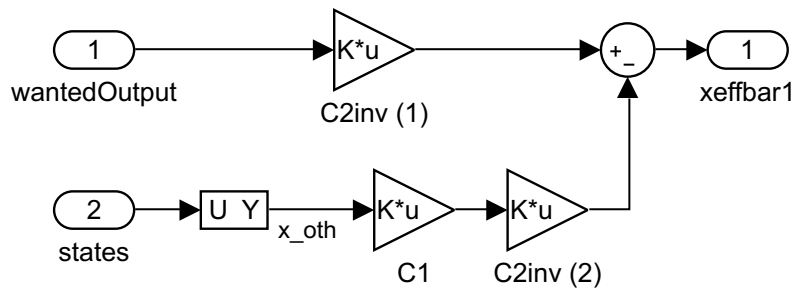 1
K*u
+
−
1
wantedOutput
C2inv (1)
xeffbar1
2
U Y
x_oth
K*u
K*u
states
C1
C2inv (2)